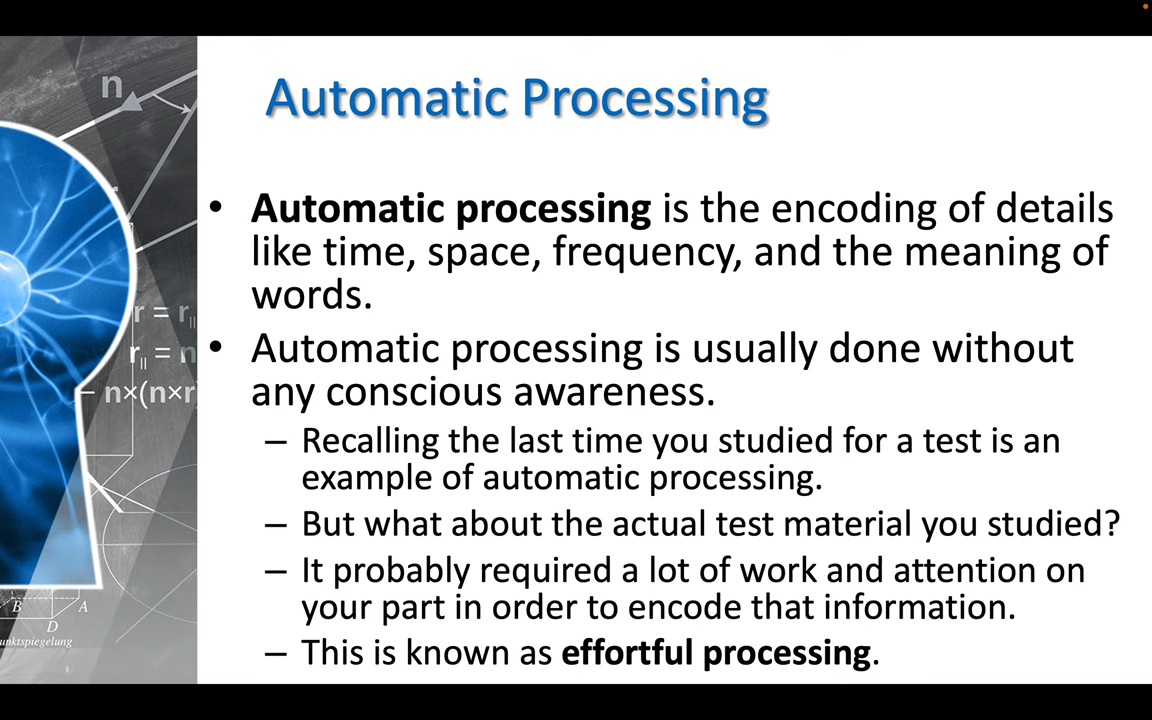 Automatic Processing
• Automatic processing is the encoding of details
like time, space, frequency, and the meaning of
words.
• Automatic processing is usually done without
any conscious awareness.
– Recalling the last time you studied for a test is an
example of automatic processing.
– But what about the actual test material you studied?
– It probably required a lot of work and attention on
your part in order to encode that information.
– This is known as effortful processing.
n
r = r||
r|| = n
n×(n×r)
B
A
D
unktspiegelung